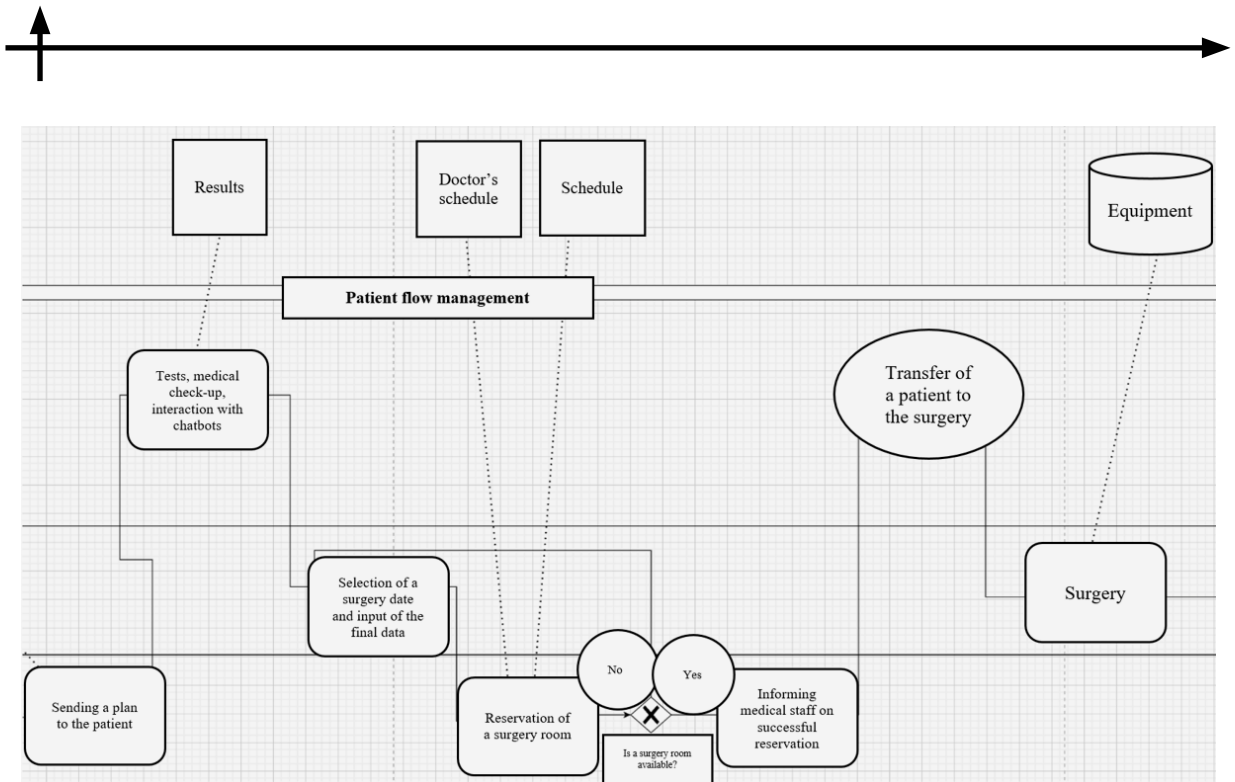 Results
Doctor's
schedule
Schedule
Equipment
Patient flow management
Tests, medical
check-up,
interaction with
chatbots
Transfer of
a patient to
the surgery
Selection of a
surgery date
and input of the
final data
Surgery
Sending a plan
to the patient
Reservation of
a surgery room
No
Yes
Informing
medical staff on
successful
reservation
Is a surgery room
available?